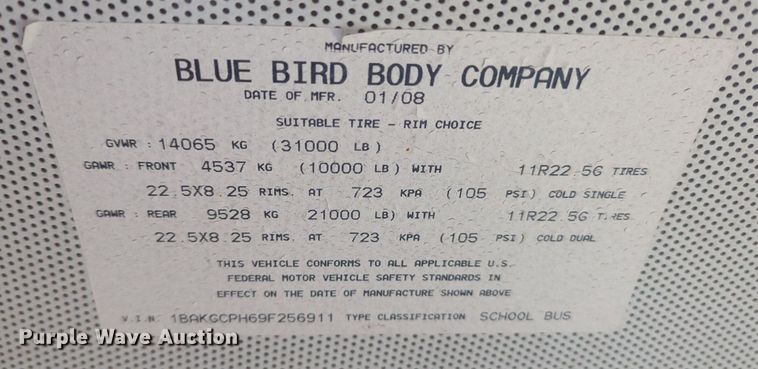 MANUFACTURED BY
BLUE BIRD BODY COMPANY
DATE OF MFR. 01/08
SUITABLE TIRE - RIM CHOICE
GVWR : 14065 KG (31000 LB)
GAWR : FRONT 4537 KG (10000 LB) WITH 11R22.5G TIRES
22.5X8.25 RIMS. AT 723 KPA (105 PSI) COLD SINGLE
GAWR : REAR 9528 KG 21000 LB) WITH 11R22.5G TIRES
22.5X8.25 RIMS. AT 723 KPA (105 PSI) COLD DUAL
THIS VEHICLE CONFORMS TO ALL APPLICABLE U.S.
FEDERAL MOTOR VEHICLE SAFETY STANDARDS IN
EFFECT ON THE DATE OF MANUFACTURE SHOWN ABOVE
V.I.N. 1BAKGCPH69F256911 TYPE CLASSIFICATION SCHOOL BUS
Purple Wave Auction